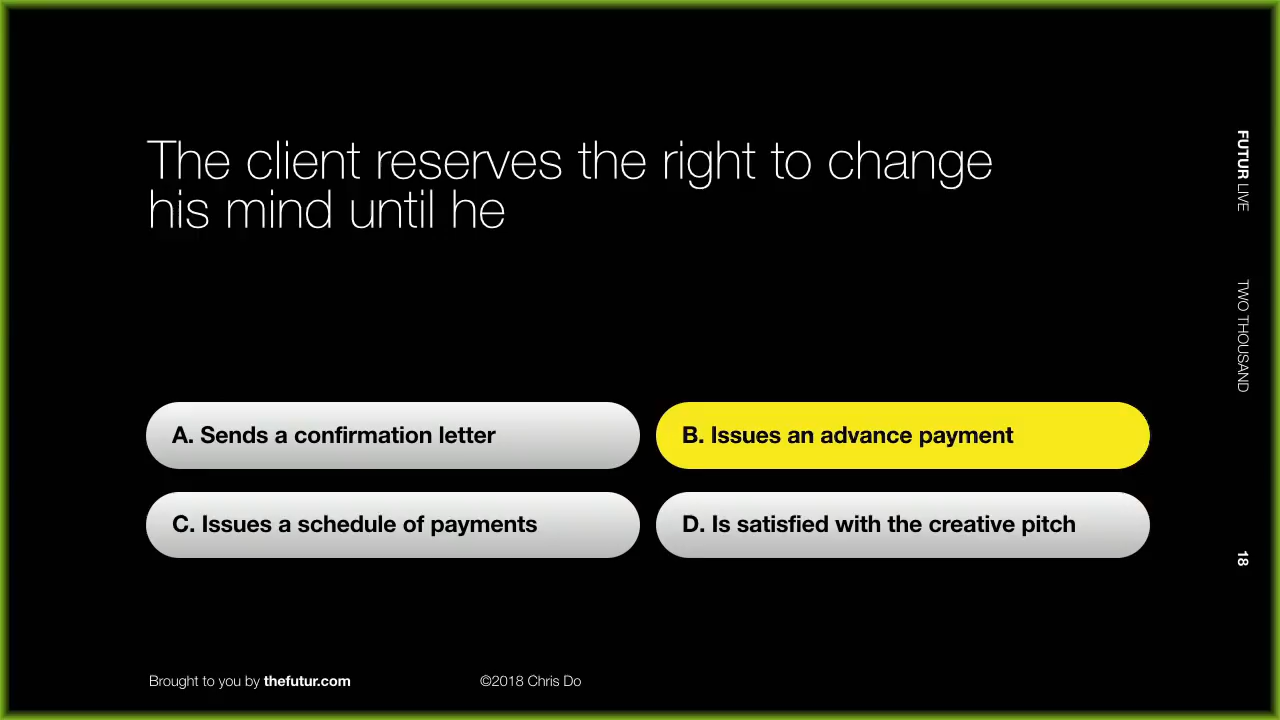 The client reserves the right to change
his mind until he
A. Sends a confirmation letter
B. Issues an advance payment
C. Issues a schedule of payments
D. Is satisfied with the creative pitch
FUTUR LIVE
TWO THOUSAND
18
Brought to you by thefutur.com
©2018 Chris Do